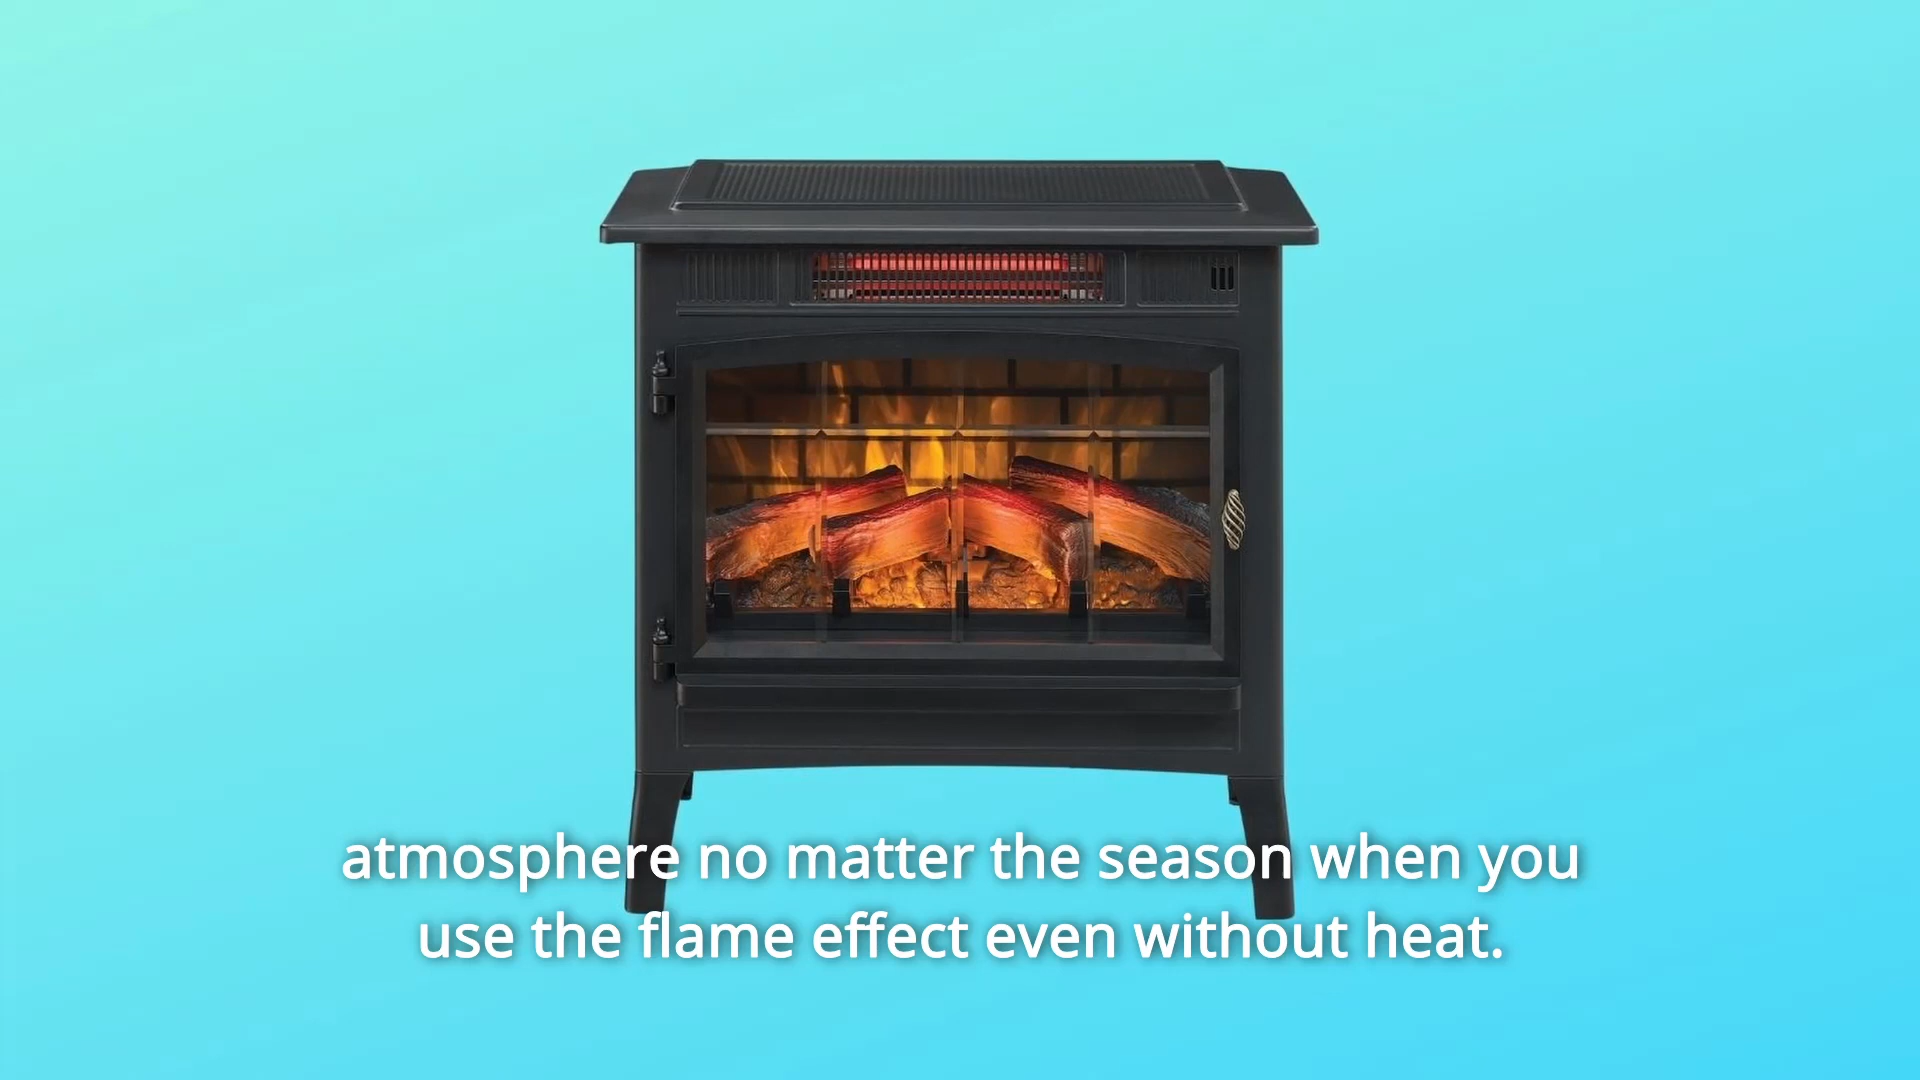 atmosphere no matter the season when you
use the flame effect even without heat.